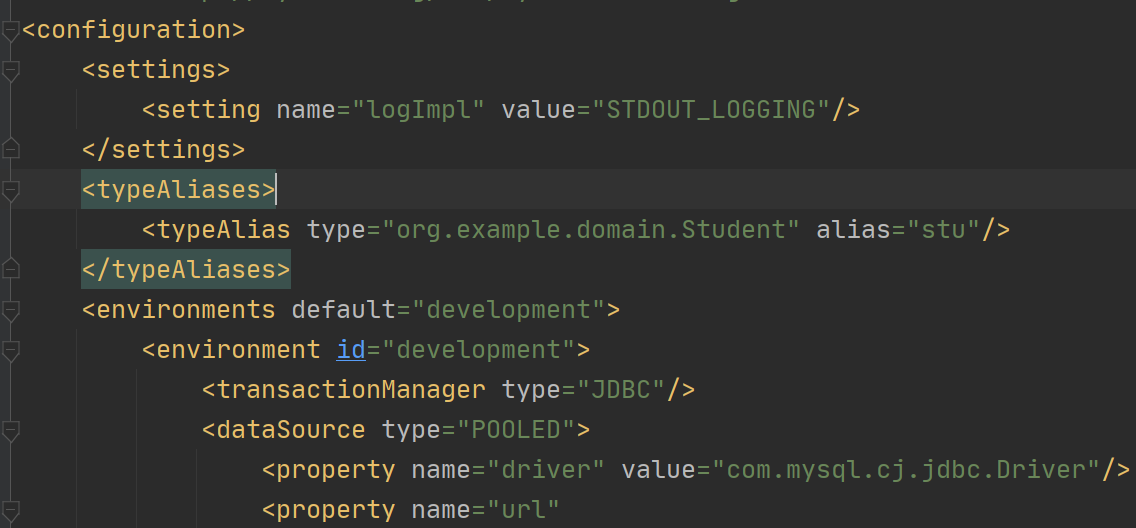 <configuration>
<settings>
<setting name="logImpl" value="STDOUT_LOGGING"/>
</settings>
<typeAliases>
<typeAlias type="org.example.domain.Student" alias="stu"/>
</typeAliases>
<environments default="development">
<environment id="development">
<transactionManager type="JDBC"/>
<dataSource type="POOLED">
<property name="driver" value="com.mysql.cj.jdbc.Driver"/>
<property name="url"